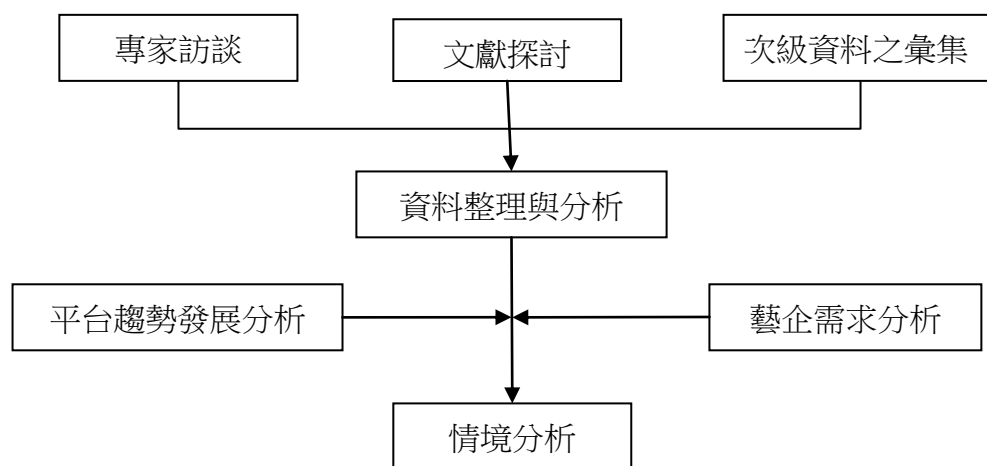 專家訪談
文獻探討
次級資料之彙集
資料整理與分析
平台趨勢發展分析
藝企需求分析
情境分析